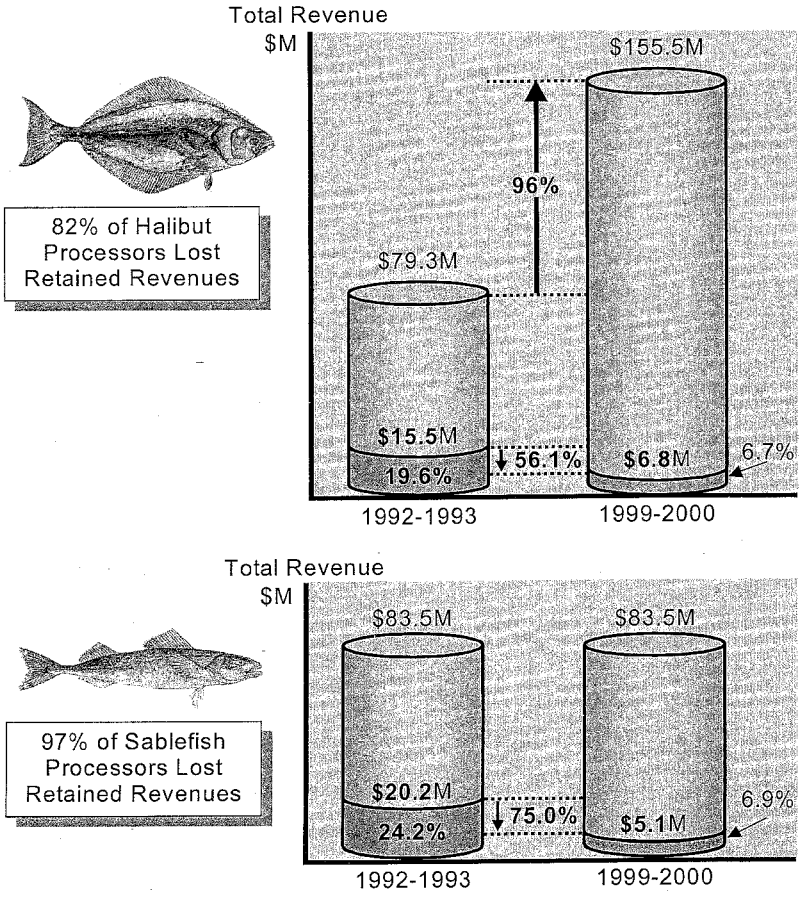 Total Revenue
$M
$155.5M
96%
82% of Halibut
Processors Lost
Retained Revenues
$79.3M
$15.5M
19.6%
56.1%
$6.8M
6.7%
1992-1993
1999-2000
Total Revenue
$M
$83.5M
$83.5M
97% of Sablefish
Processors Lost
Retained Revenues
$20.2M
24.2%
75.0%
$5.1M
6.9%
1992-1993
1999-2000